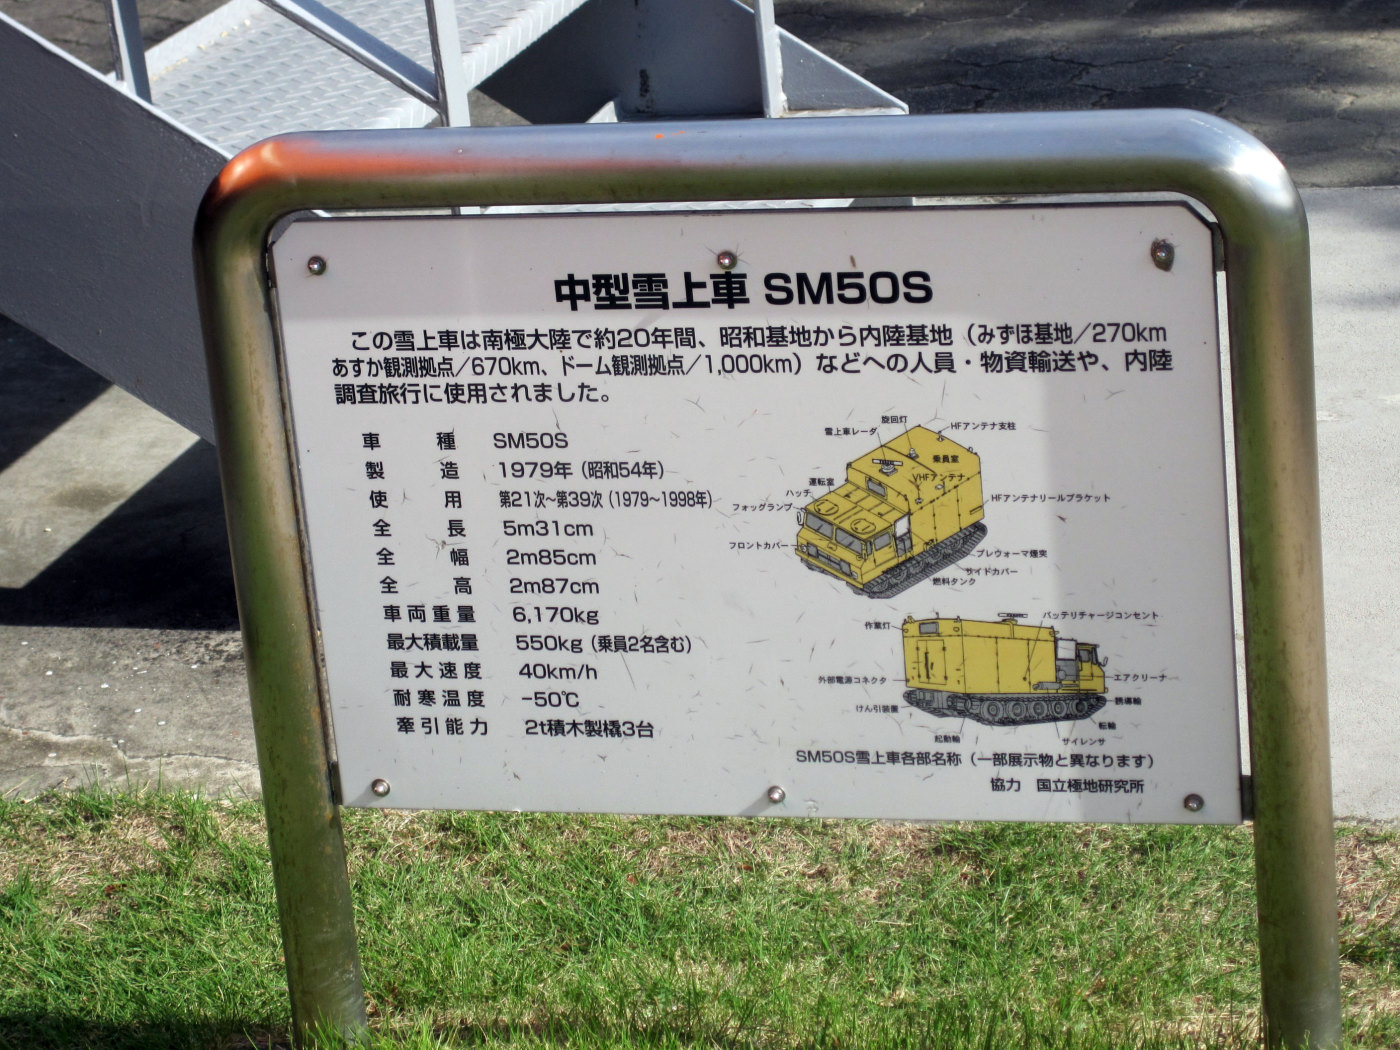 中型雪上車 SM50S
この雪上車は南極大陸で約20年間、昭和基地から内陸基地（みずほ基地／270km
あすか観測拠点／670km、ドーム観測拠点／1,000km）などへの人員・物資輸送や、内陸
調査旅行に使用されました。
車種 SM50S
製造 1979年（昭和54年）
使用 第21次～第39次（1979～1998年）
全長 5m31cm
全幅 2m85cm
全高 2m87cm
車両重量 6,170kg
最大積載量 550kg（乗員2名含む）
最大速度 40km/h
耐寒温度 −50℃
牽引能力 2t積木製橇3台
旋回灯
雪上車レーダ
HFアンテナ支柱
乗員室
VHFアンテナ
運転室
ハッチ
フォッグランプ
HFアンテナリールブラケット
フロントカバー
プレウォーマ煙突
サイドカバー
燃料タンク
作業灯
バッテリチャージコンセント
外部電源コネクタ
エアクリーナ
けん引装置
誘導輪
転輪
起動輪
サイレンサ
SM50S雪上車各部名称（一部展示物と異なります）
協力　国立極地研究所